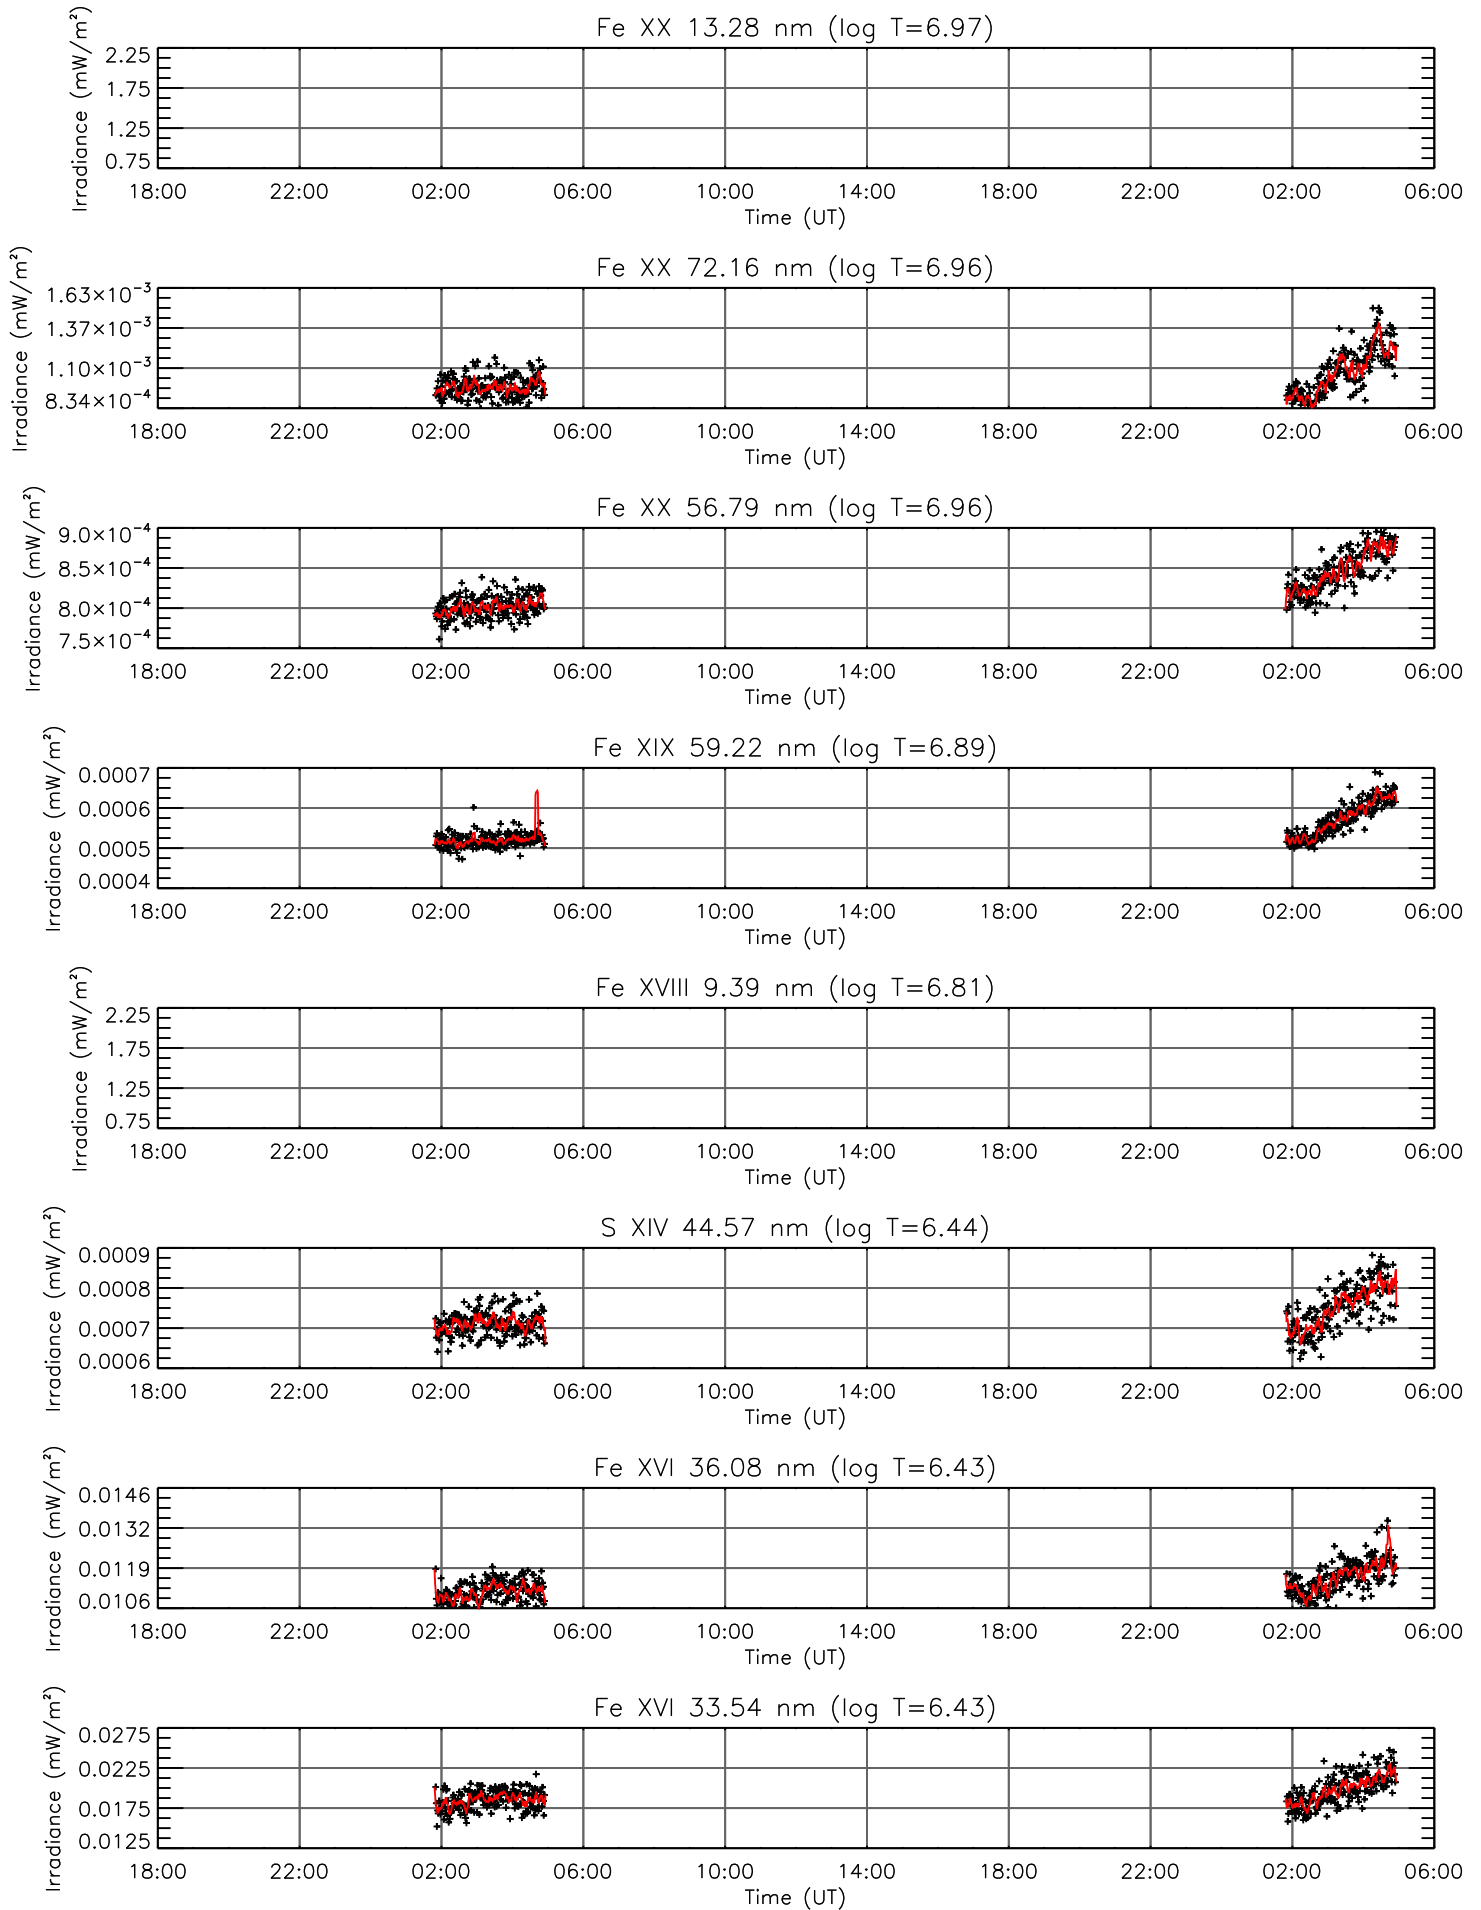 Fe XX 13.28 nm (log T=6.97)
Irradiance (mW/m²)
2.25
1.75
1.25
0.75
18:00 22:00 02:00 06:00 10:00 14:00 18:00 22:00 02:00 06:00
Time (UT)
Fe XX 72.16 nm (log T=6.96)
Irradiance (mW/m²)
1.63×10⁻³
1.37×10⁻³
1.10×10⁻³
8.34×10⁻⁴
18:00 22:00 02:00 06:00 10:00 14:00 18:00 22:00 02:00 06:00
Time (UT)
Fe XX 56.79 nm (log T=6.96)
Irradiance (mW/m²)
9.0×10⁻⁴
8.5×10⁻⁴
8.0×10⁻⁴
7.5×10⁻⁴
18:00 22:00 02:00 06:00 10:00 14:00 18:00 22:00 02:00 06:00
Time (UT)
Fe XIX 59.22 nm (log T=6.89)
Irradiance (mW/m²)
0.0007
0.0006
0.0005
0.0004
18:00 22:00 02:00 06:00 10:00 14:00 18:00 22:00 02:00 06:00
Time (UT)
Fe XVIII 9.39 nm (log T=6.81)
Irradiance (mW/m²)
2.25
1.75
1.25
0.75
18:00 22:00 02:00 06:00 10:00 14:00 18:00 22:00 02:00 06:00
Time (UT)
S XIV 44.57 nm (log T=6.44)
Irradiance (mW/m²)
0.0009
0.0008
0.0007
0.0006
18:00 22:00 02:00 06:00 10:00 14:00 18:00 22:00 02:00 06:00
Time (UT)
Fe XVI 36.08 nm (log T=6.43)
Irradiance (mW/m²)
0.0146
0.0132
0.0119
0.0106
18:00 22:00 02:00 06:00 10:00 14:00 18:00 22:00 02:00 06:00
Time (UT)
Fe XVI 33.54 nm (log T=6.43)
Irradiance (mW/m²)
0.0275
0.0225
0.0175
0.0125
18:00 22:00 02:00 06:00 10:00 14:00 18:00 22:00 02:00 06:00
Time (UT)